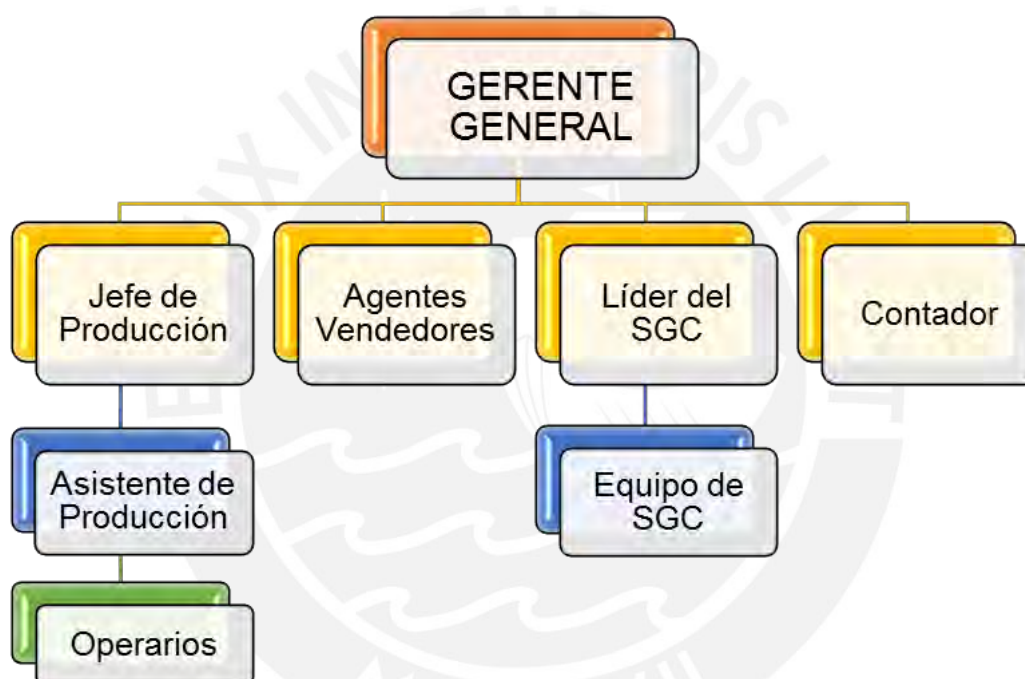 GERENTE
GENERAL
Jefe de
Producción
Agentes
Vendedores
Líder del
SGC
Contador
Asistente de
Producción
Equipo de
SGC
Operarios